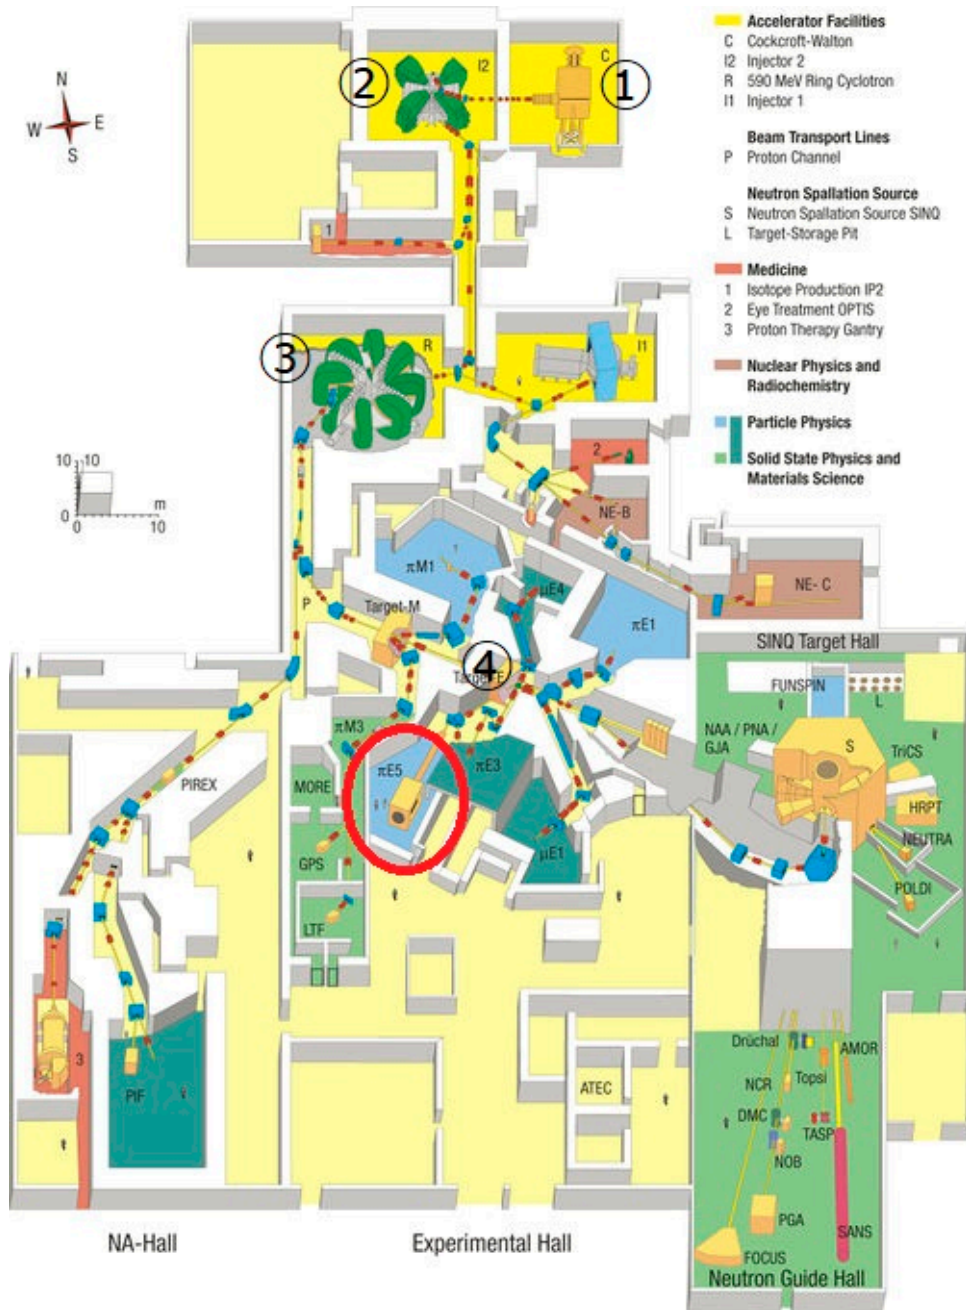 Accelerator Facilities
C Cockcroft-Walton
I2 Injector 2
R 590 MeV Ring Cyclotron
I1 Injector 1
Beam Transport Lines
P Proton Channel
Neutron Spallation Source
S Neutron Spallation Source SINQ
L Target-Storage Pit
Medicine
1 Isotope Production IP2
2 Eye Treatment OPTIS
3 Proton Therapy Gantry
Nuclear Physics and
Radiochemistry
Particle Physics
Solid State Physics and
Materials Science
N
W E
S
②
I2
C
①
1
③
R
I1
10 10
0
0 10
m
2
NE-B
NE- C
πM1
μE4
πE1
P
Target-M
④
Target-E
SINQ Target Hall
FUNSPIN
L
NAA / PNA /
GJA
S
TriCS
HRPT
NEUTRA
POLDI
πM3
πE5
πE3
MORE
PIREX
GPS
μE1
LTF
3
PIF
ATEC
Drüchal
AMOR
NCR
Topsi
DMC
TASP
NOB
PGA
SANS
FOCUS
NA-Hall
Experimental Hall
Neutron Guide Hall